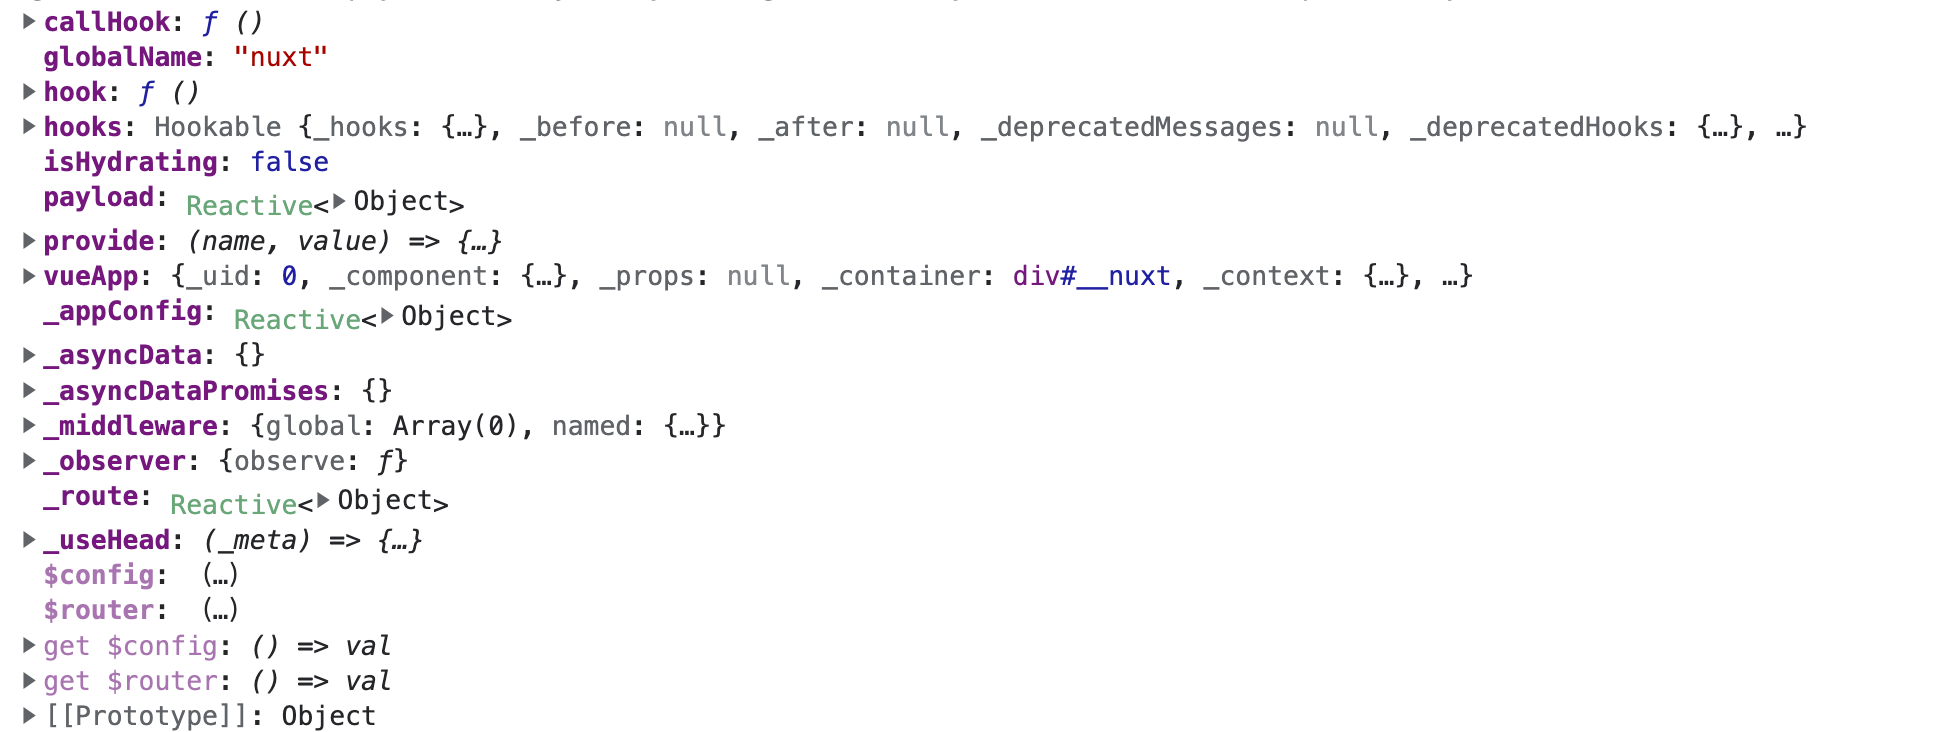 callHook: ƒ ()
globalName: "nuxt"
hook: ƒ ()
hooks: Hookable {_hooks: {…}, _before: null, _after: null, _deprecatedMessages: null, _deprecatedHooks: {…}, …}
isHydrating: false
payload: Reactive<Object>
provide: (name, value) => {…}
vueApp: {_uid: 0, _component: {…}, _props: null, _container: div#__nuxt, _context: {…}, …}
_appConfig: Reactive<Object>
_asyncData: {}
_asyncDataPromises: {}
_middleware: {global: Array(0), named: {…}}
_observer: {observe: ƒ}
_route: Reactive<Object>
_useHead: (_meta) => {…}
$config: (…)
$router: (…)
get $config: () => val
get $router: () => val
[[Prototype]]: Object